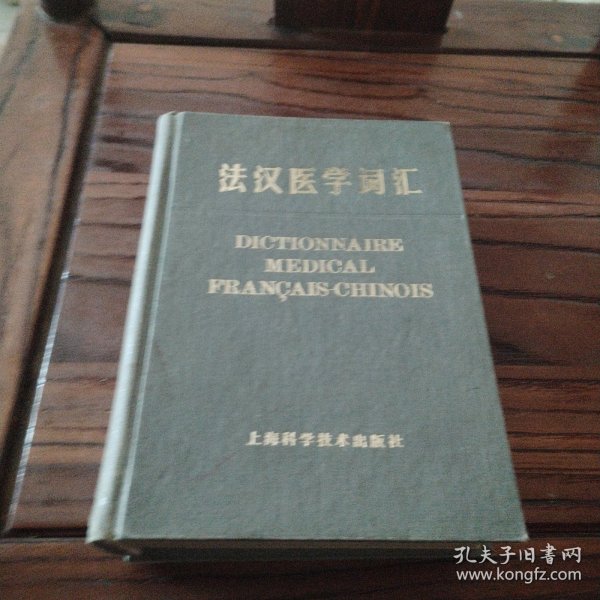 法汉医学词汇
DICTIONNAIRE
MEDICAL
FRANÇAIS-CHINOIS
上海科学技术出版社
孔夫子旧书网
www.kongfz.com